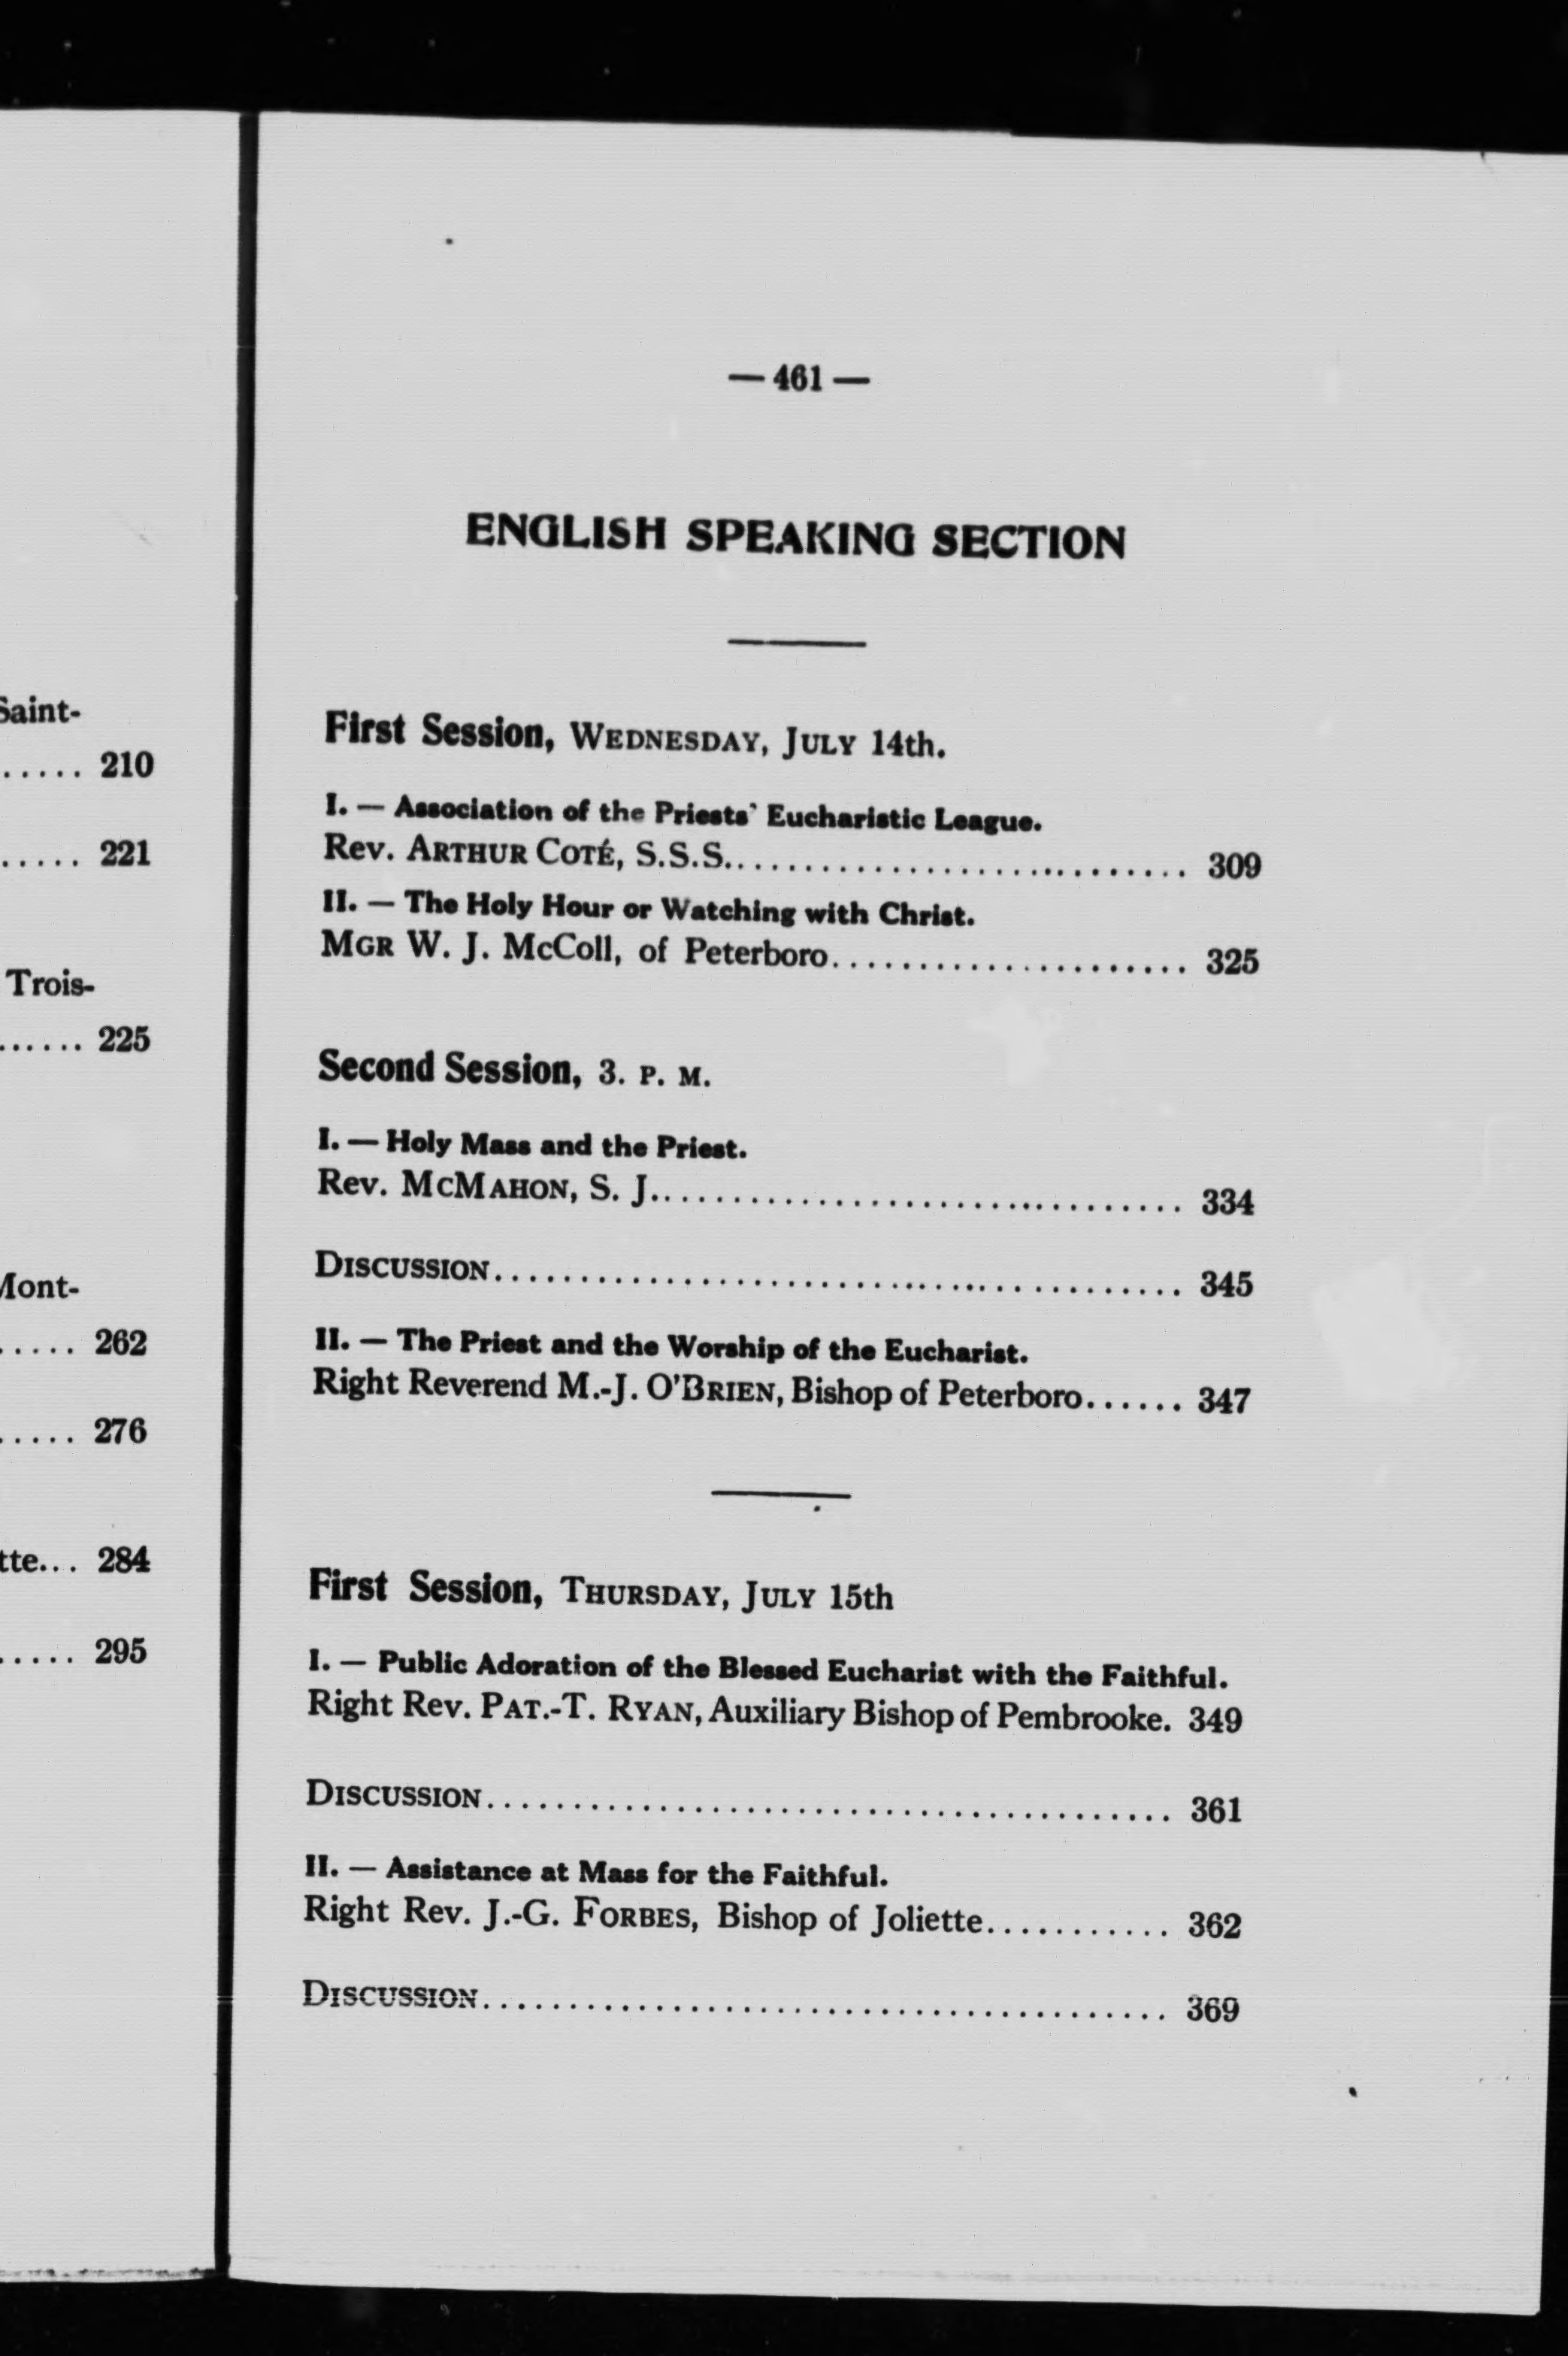 Saint-
..... 210
..... 221
Trois-
...... 225
..... 262
..... 276
... 284
..... 295
— 461 —
ENGLISH SPEAKING SECTION
First Session, WEDNESDAY, JULY 14th.
I. — Association of the Priests' Eucharistic League.
Rev. ARTHUR COTÉ, S.S.S.......................... 309
II. — The Holy Hour or Watching with Christ.
MGR W. J. McColl, of Peterboro..................... 325
Second Session, 3. P. M.
I. — Holy Mass and the Priest.
Rev. MCMAHON, S. J............................... 334
DISCUSSION......................................... 345
II. — The Priest and the Worship of the Eucharist.
Right Reverend M.-J. O'BRIEN, Bishop of Peterboro...... 347
First Session, THURSDAY, JULY 15th
I. — Public Adoration of the Blessed Eucharist with the Faithful.
Right Rev. PAT.-T. RYAN, Auxiliary Bishop of Pembrooke. 349
DISCUSSION........................................ 361
II. — Assistance at Mass for the Faithful.
Right Rev. J.-G. FORBES, Bishop of Joliette........... 362
DISCUSSION........................................ 369